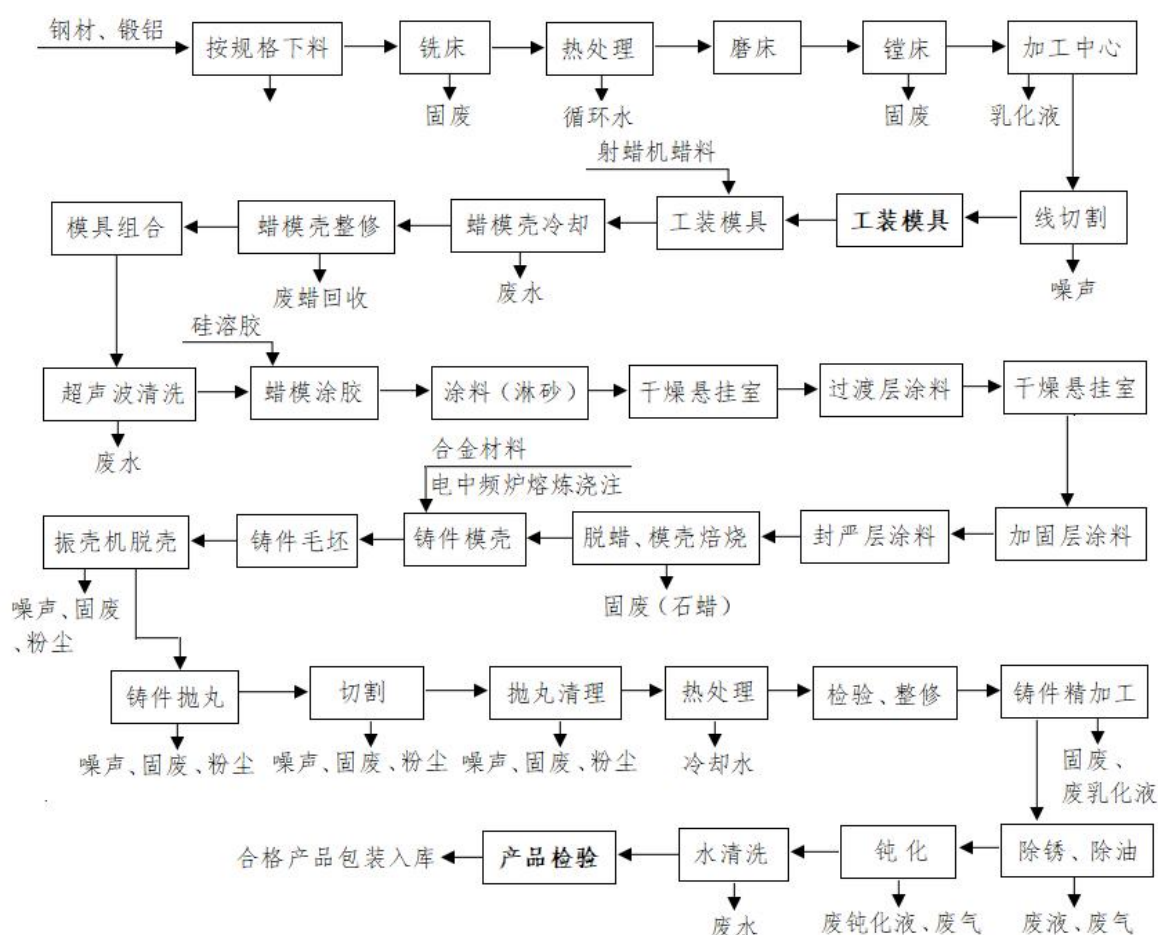 钢材、锻铝
按规格下料
铣床
热处理
磨床
镗床
加工中心
固废
循环水
固废
乳化液
射蜡机蜡料
模具组合
蜡模壳整修
蜡模壳冷却
工装模具
工装模具
线切割
废蜡回收
废水
噪声
硅溶胶
超声波清洗
蜡模涂胶
涂料（淋砂）
干燥悬挂室
过渡层涂料
干燥悬挂室
废水
合金材料
电中频炉熔炼浇注
振壳机脱壳
铸件毛坯
铸件模壳
脱蜡、模壳焙烧
封严层涂料
加固层涂料
噪声、固废
、粉尘
固废（石蜡）
铸件抛丸
切割
抛丸清理
热处理
检验、整修
铸件精加工
噪声、固废、粉尘
噪声、固废、粉尘
噪声、固废、粉尘
冷却水
固废、
废乳化液
合格产品包装入库
产品检验
水清洗
钝化
除锈、除油
废水
废钝化液、废气
废液、废气